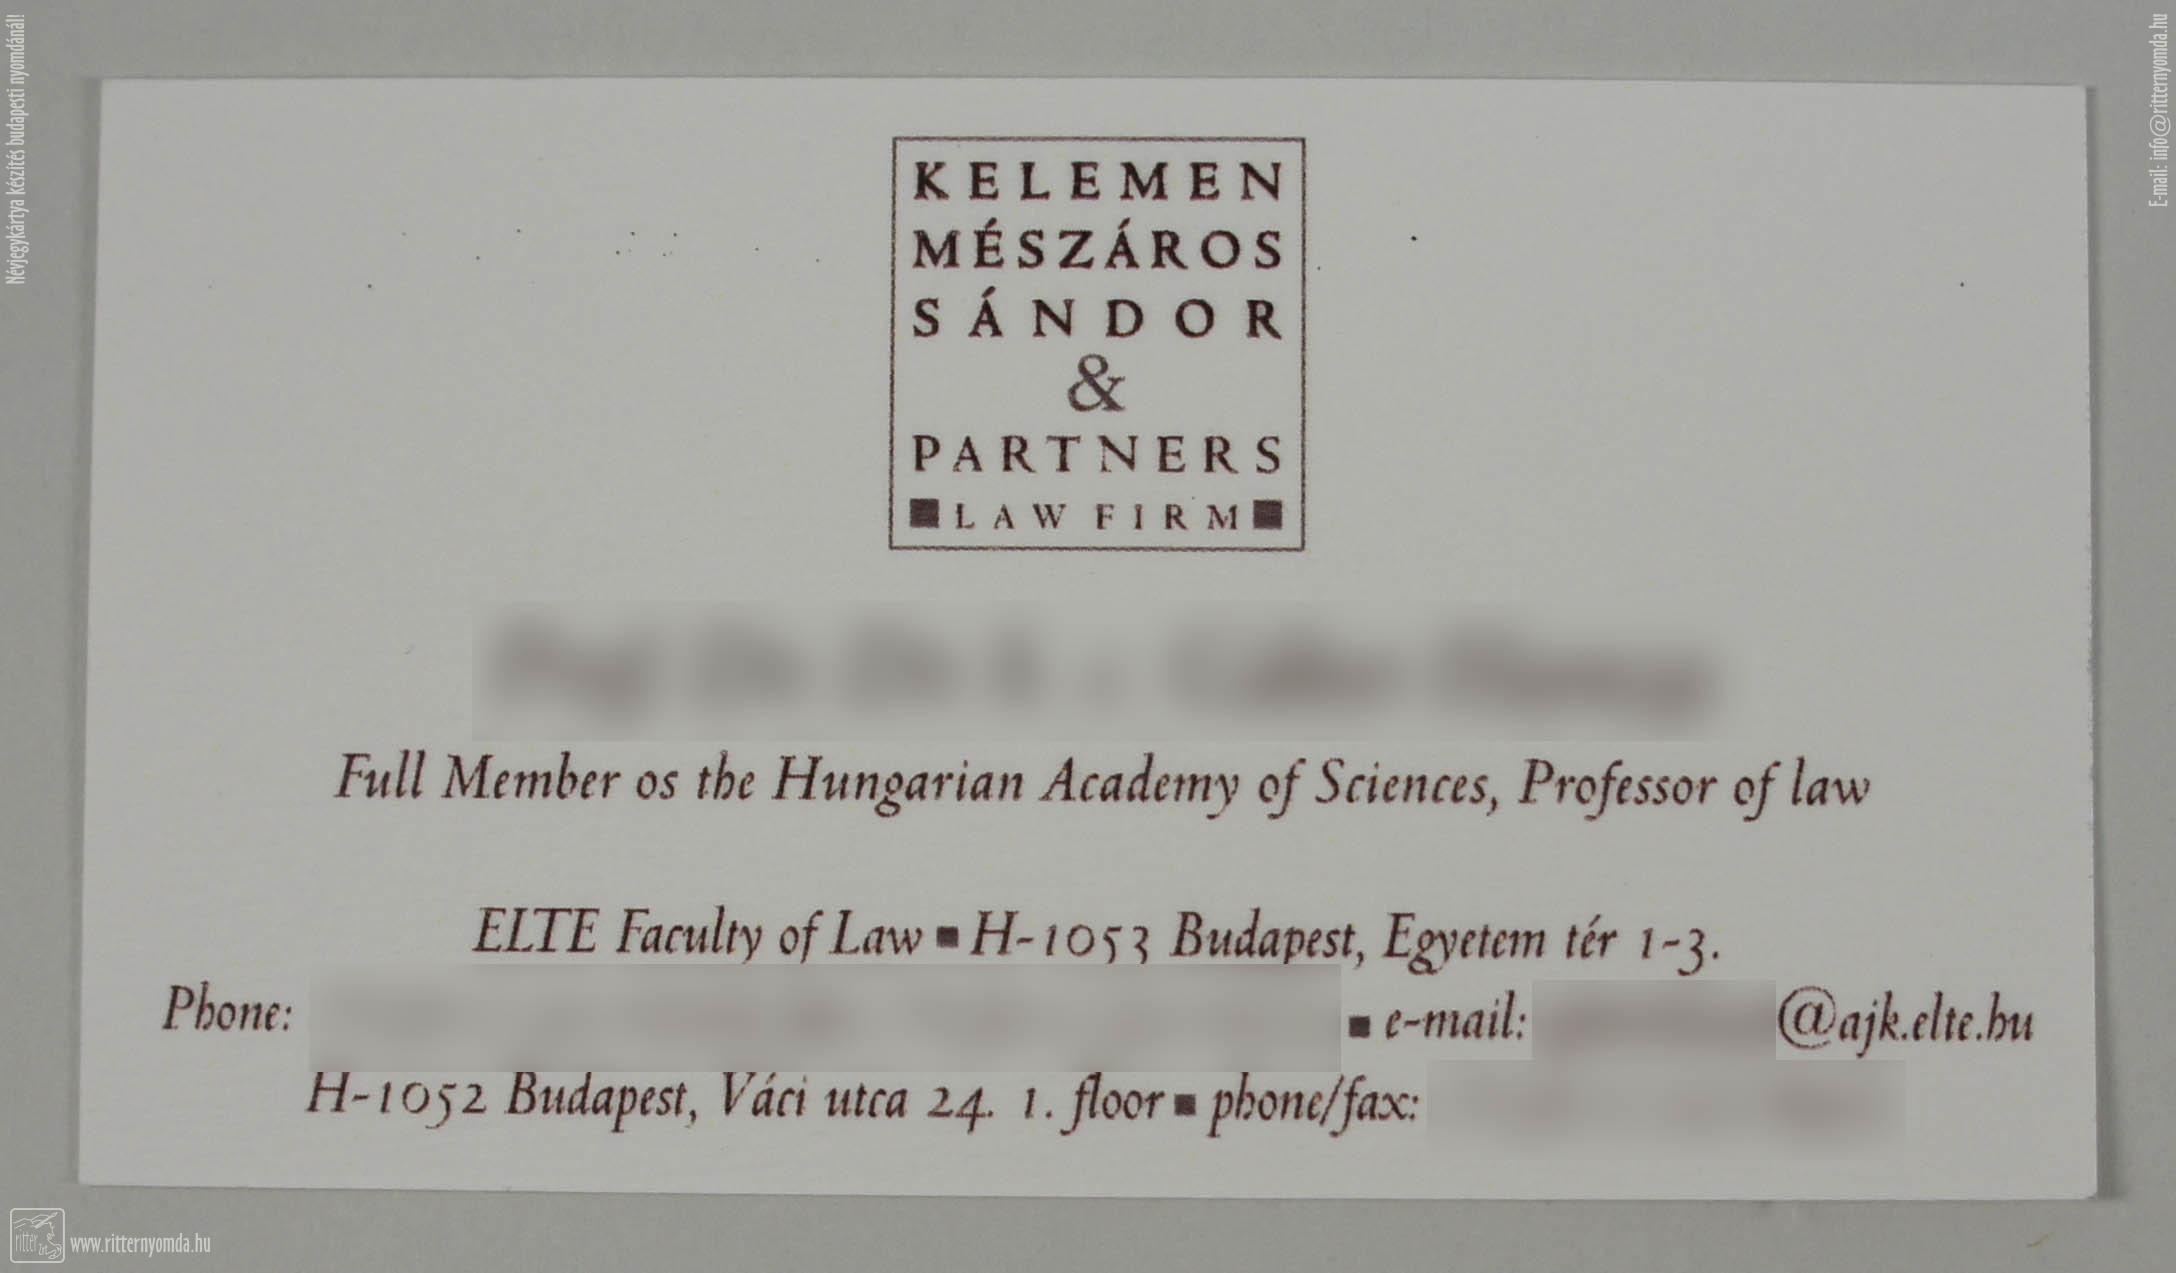 Névjegykártya készítés budapesti nyomdánál!
E-mail: info@ritternyomda.hu
KELEMEN
MÉSZÁROS
SÁNDOR
&
PARTNERS
■ LAW FIRM ■
Full Member os the Hungarian Academy of Sciences, Professor of law
ELTE Faculty of Law ■ H-1053 Budapest, Egyetem tér 1-3.
Phone: ■ e-mail: @ajk.elte.hu
H-1052 Budapest, Váci utca 24. 1. floor ■ phone/fax:
ritter
www.ritternyomda.hu